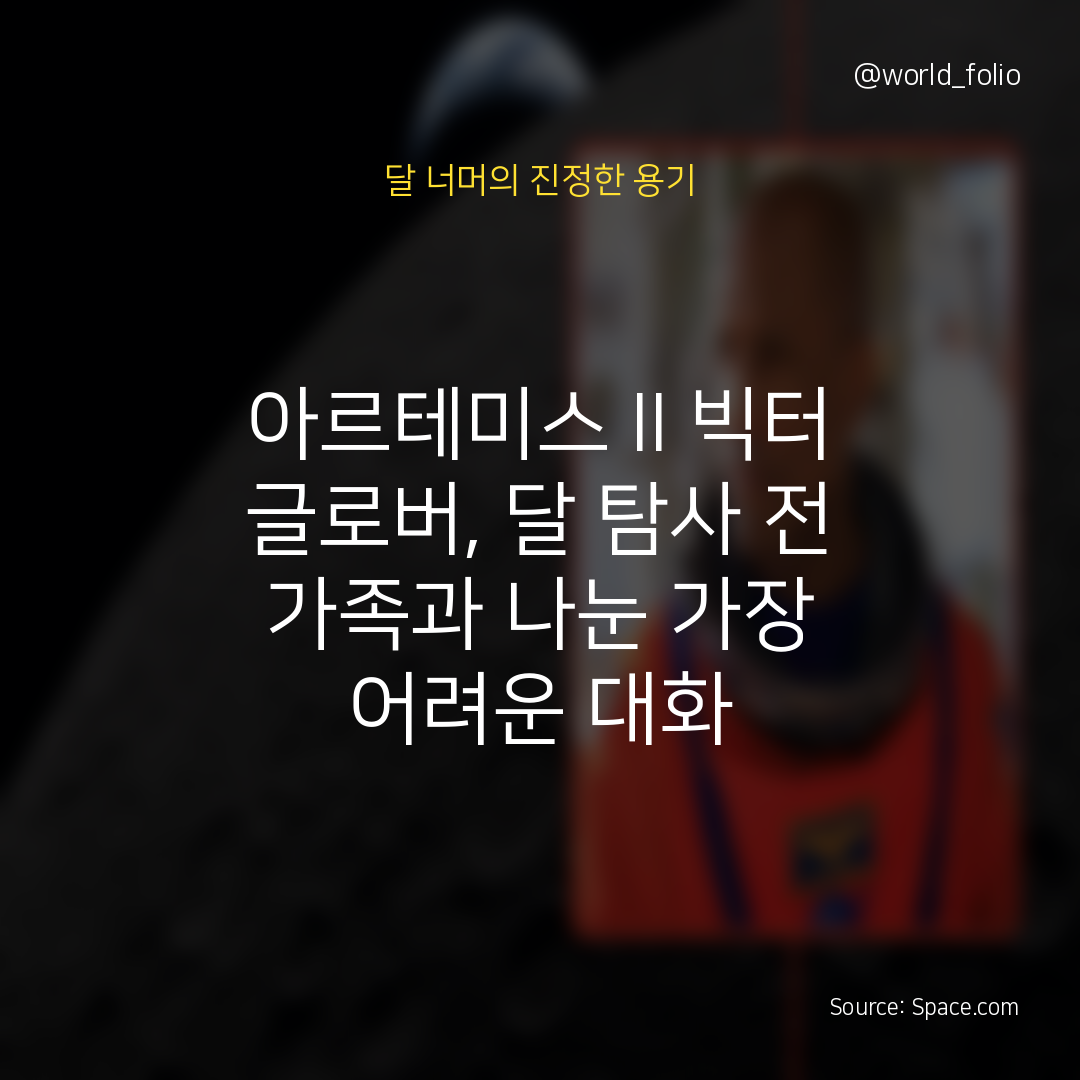 @world_folio
달 너머의 진정한 용기
아르테미스 II 빅터
글로버, 달 탐사 전
가족과 나눈 가장
어려운 대화
Source: Space.com